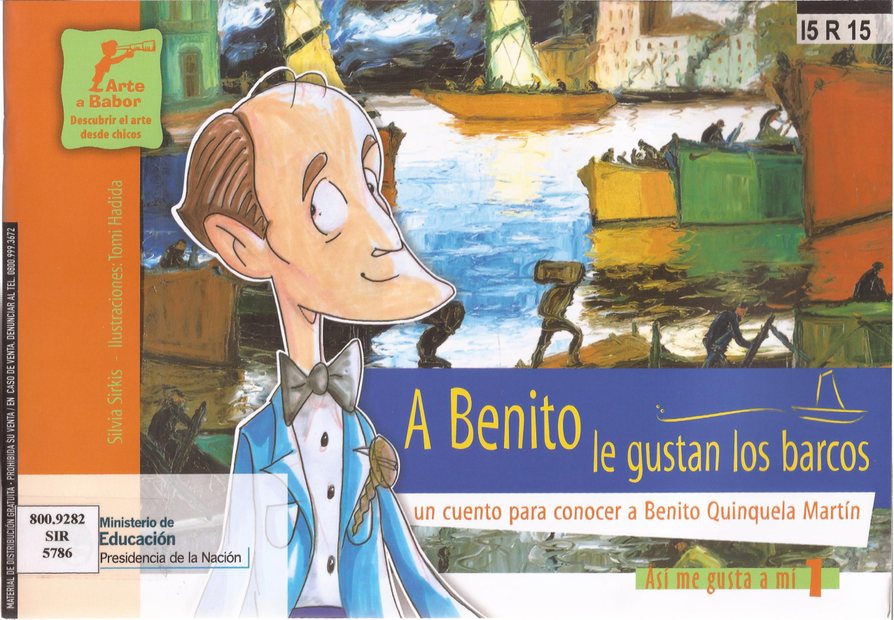 I5 R 15
Arte
a Babor
Descubrir el arte
desde chicos
Silvia Sirkis - Ilustraciones: Tomi Hadida
MATERIAL DE DISTRIBUCIÓN GRATUITA - PROHIBIDA SU VENTA / EN CASO DE VENTA, DENUNCIAR AL TEL. 0800.999.3672
A Benito
le gustan los barcos
un cuento para conocer a Benito Quinquela Martín
800.9282
SIR
5786
Ministerio de
Educación
Presidencia de la Nación
Así me gusta a mí 1